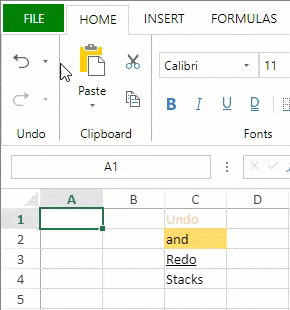 FILE HOME INSERT FORMULAS
Calibri 11
Paste
B I U D
Undo Clipboard Fonts
A1
A B C D
1 Undo
2 and
3 Redo
4 Stacks
5